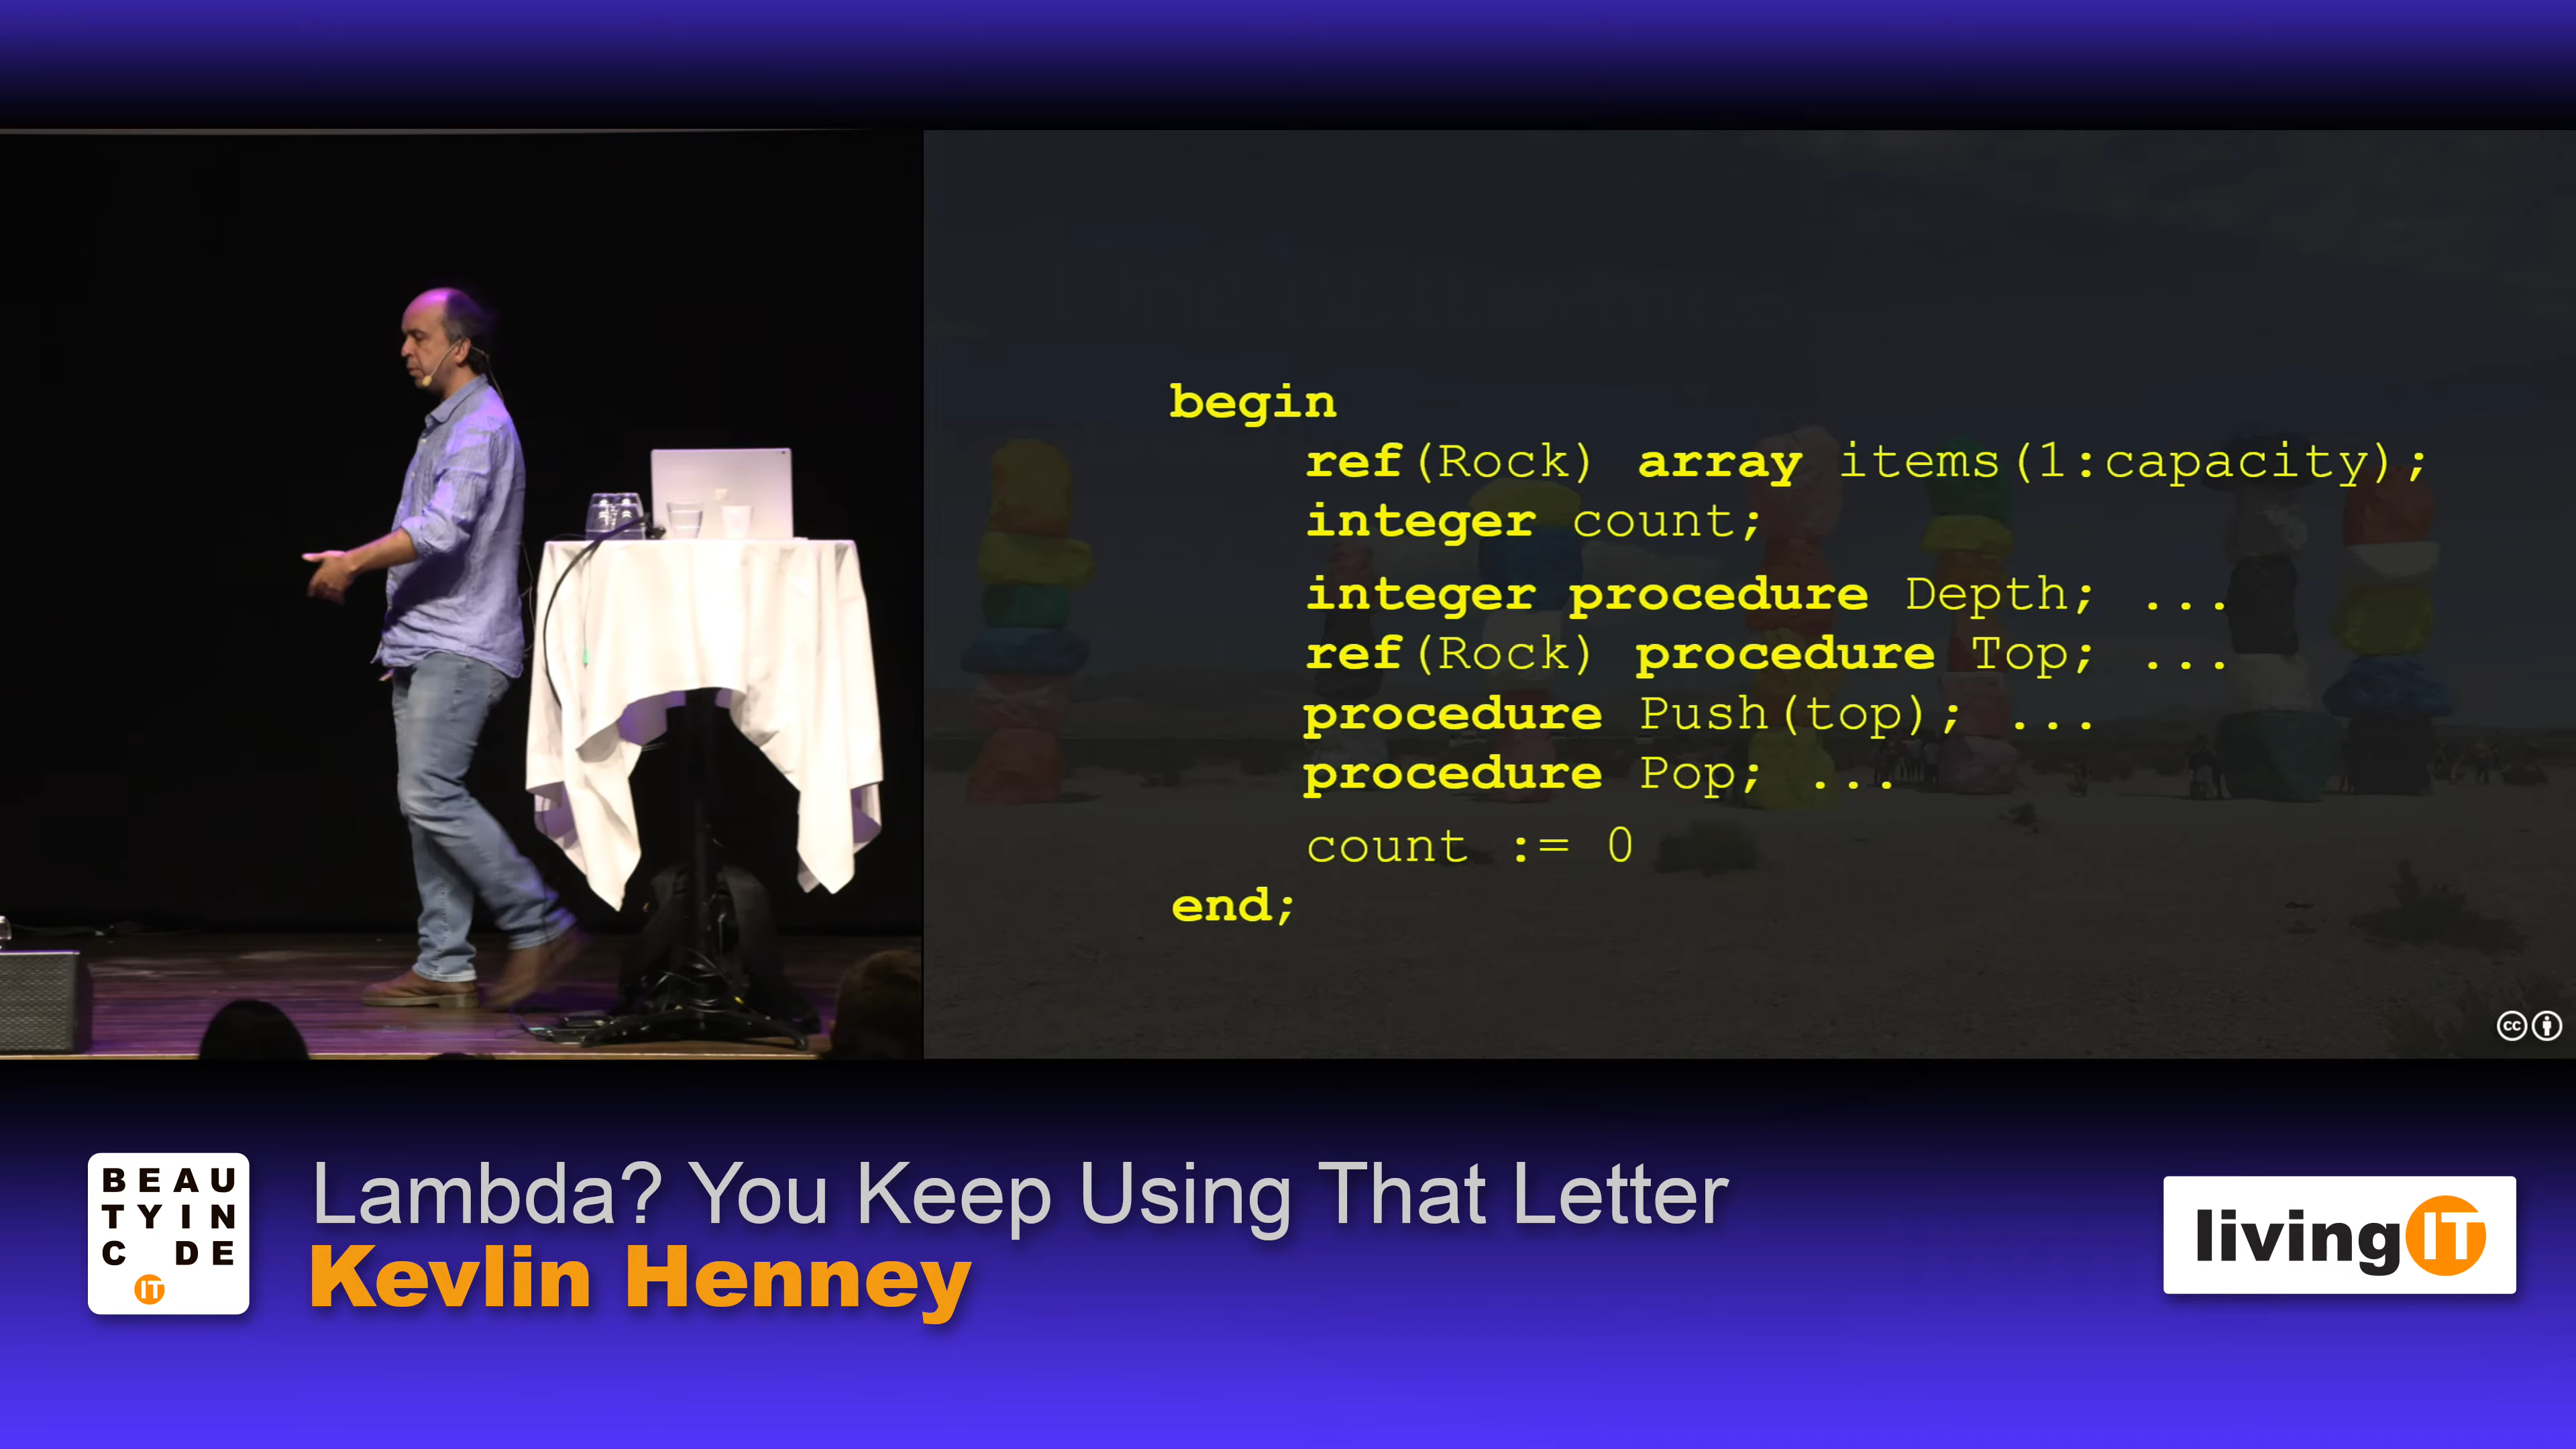 begin
ref(Rock) array items(1:capacity);
integer count;
integer procedure Depth; ...
ref(Rock) procedure Top; ...
procedure Push(top); ...
procedure Pop; ...
count := 0
end;
cc
BEAU
TYIN
C DE
IT
Lambda? You Keep Using That Letter
Kevlin Henney
livingIT